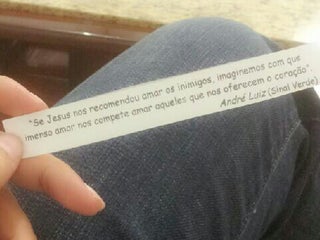 "Se Jesus nos recomendou amar os inimigos, imaginemos com que
imenso amor nos compete amar aqueles que nos oferecem o coração".
André Luiz (Sinal Verde)